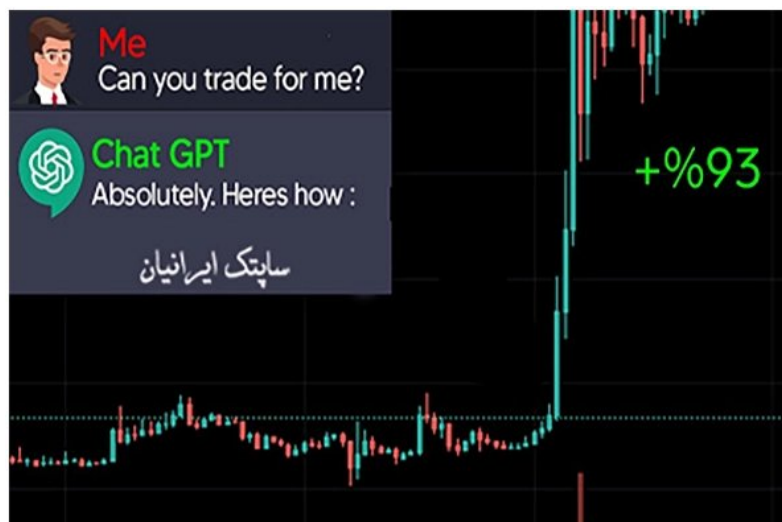 Me
Can you trade for me?
Chat GPT
Absolutely. Heres how :
ساپتک ایرانیان
+%93